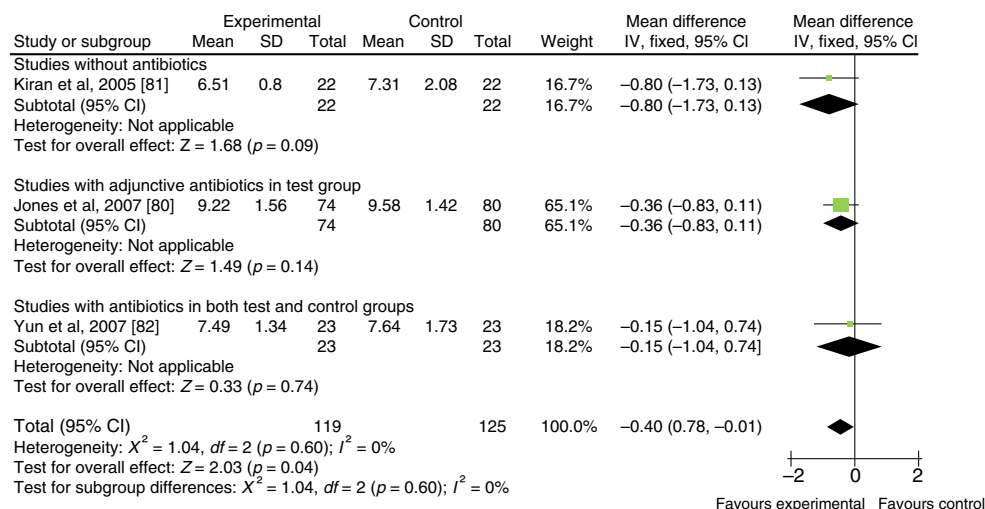 Experimental Control Mean difference Mean difference
Study or subgroup Mean SD Total Mean SD Total Weight IV, fixed, 95% CI IV, fixed, 95% CI
Studies without antibiotics
Kiran et al, 2005 [81] 6.51 0.8 22 7.31 2.08 22 16.7% −0.80 (−1.73, 0.13)
Subtotal (95% CI) 22 22 16.7% −0.80 (−1.73, 0.13)
Heterogeneity: Not applicable
Test for overall effect: Z = 1.68 (p = 0.09)
Studies with adjunctive antibiotics in test group
Jones et al, 2007 [80] 9.22 1.56 74 9.58 1.42 80 65.1% −0.36 (−0.83, 0.11)
Subtotal (95% CI) 74 80 65.1% −0.36 (−0.83, 0.11)
Heterogeneity: Not applicable
Test for overall effect: Z = 1.49 (p = 0.14)
Studies with antibiotics in both test and control groups
Yun et al, 2007 [82] 7.49 1.34 23 7.64 1.73 23 18.2% −0.15 (−1.04, 0.74)
Subtotal (95% CI) 23 23 18.2% −0.15 (−1.04, 0.74]
Heterogeneity: Not applicable
Test for overall effect: Z = 0.33 (p = 0.74)
Total (95% CI) 119 125 100.0% −0.40 (0.78, −0.01)
Heterogeneity: X² = 1.04, df = 2 (p = 0.60); I² = 0%
Test for overall effect: Z = 2.03 (p = 0.04)
Test for subgroup differences: X² = 1.04, df = 2 (p = 0.60); I² = 0%
−2 0 2
Favours experimental Favours control